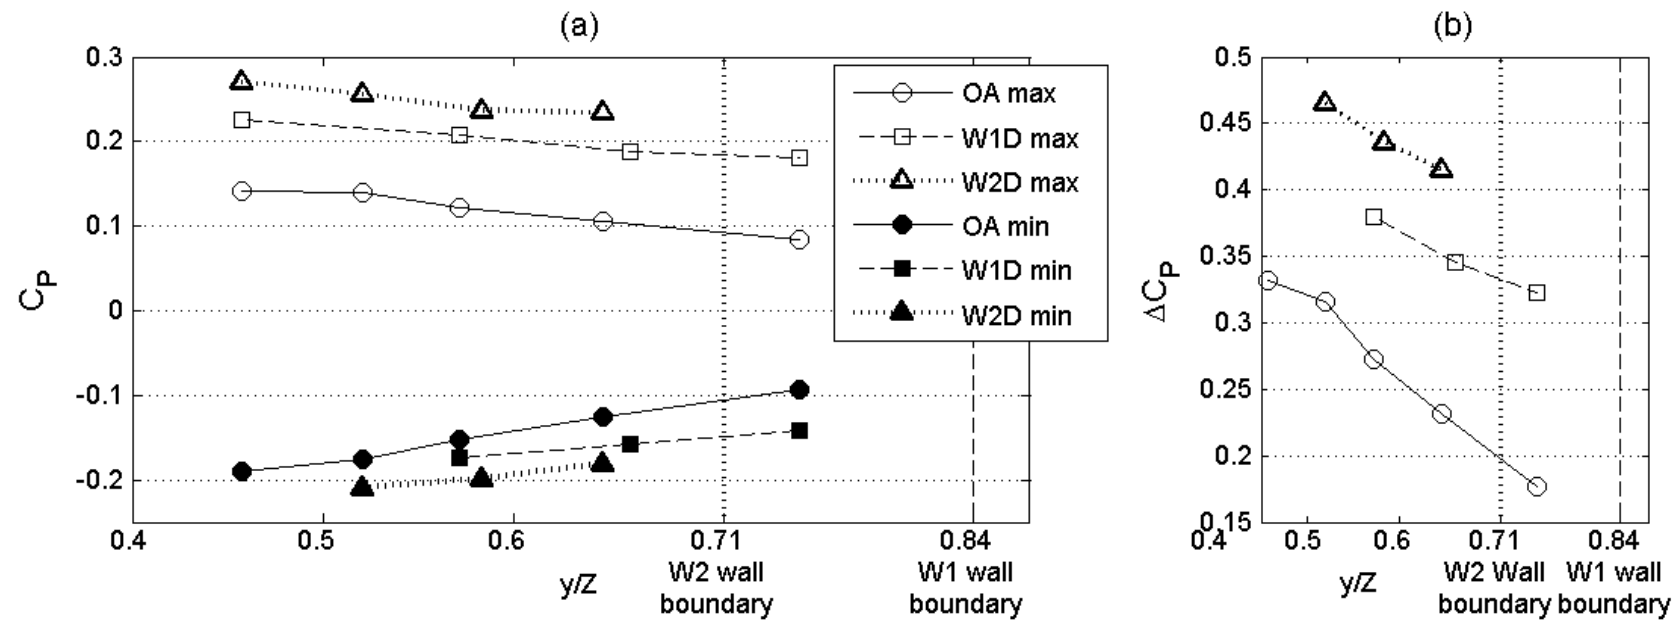 (a)
0.3
0.2
0.1
0
-0.1
-0.2
C_P
0.4 0.5 0.6 0.71 0.84
y/Z
W2 wall
boundary
W1 wall
boundary
OA max
W1D max
W2D max
OA min
W1D min
W2D min
(b)
0.5
0.45
0.4
0.35
0.3
0.25
0.2
0.15
ΔC_P
0.4 0.5 0.6 0.71 0.84
y/Z
W2 Wall
boundary
W1 wall
boundary